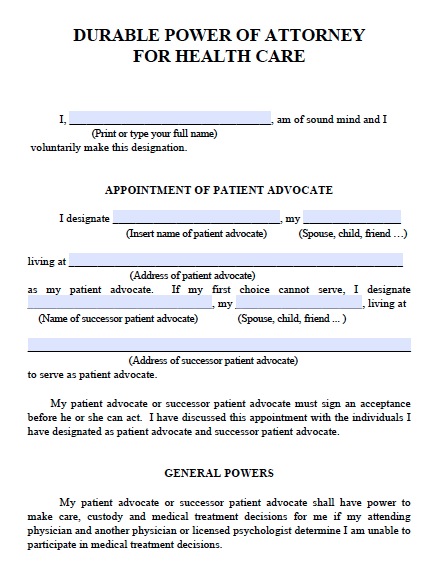 DURABLE POWER OF ATTORNEY
FOR HEALTH CARE
I, ________________________________, am of sound mind and I
(Print or type your full name)
voluntarily make this designation.
APPOINTMENT OF PATIENT ADVOCATE
I designate __________________________, my _______________
(Insert name of patient advocate) (Spouse, child, friend …)
living at ____________________________________________________
(Address of patient advocate)
as my patient advocate. If my first choice cannot serve, I designate
____________________________, my _______________, living at
(Name of successor patient advocate) (Spouse, child, friend ... )
____________________________________________________________
(Address of successor patient advocate)
to serve as patient advocate.
My patient advocate or successor patient advocate must sign an acceptance
before he or she can act. I have discussed this appointment with the individuals I
have designated as patient advocate and successor patient advocate.
GENERAL POWERS
My patient advocate or successor patient advocate shall have power to
make care, custody and medical treatment decisions for me if my attending
physician and another physician or licensed psychologist determine I am unable to
participate in medical treatment decisions.